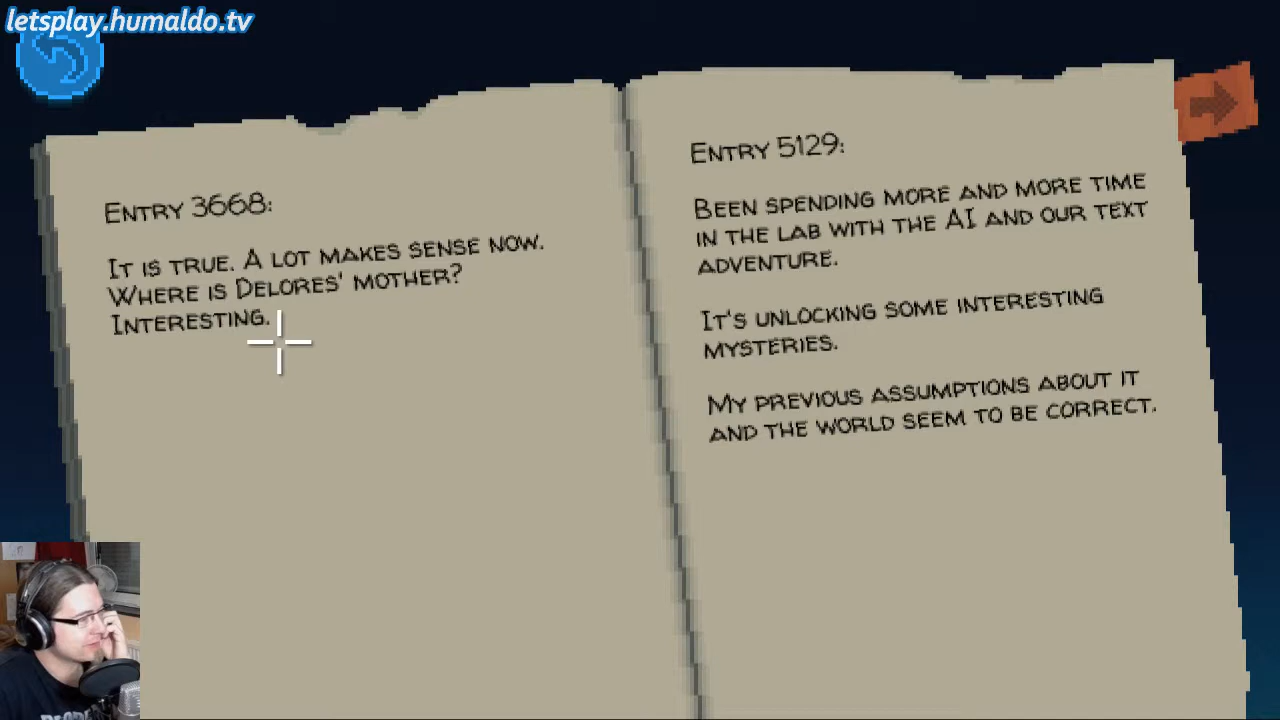 letsplay.humaldo.tv
Entry 3668:
It is true. A lot makes sense now.
Where is Delores' mother?
Interesting.
Entry 5129:
Been spending more and more time
in the lab with the AI and our text
adventure.
It's unlocking some interesting
mysteries.
My previous assumptions about it
and the world seem to be correct.